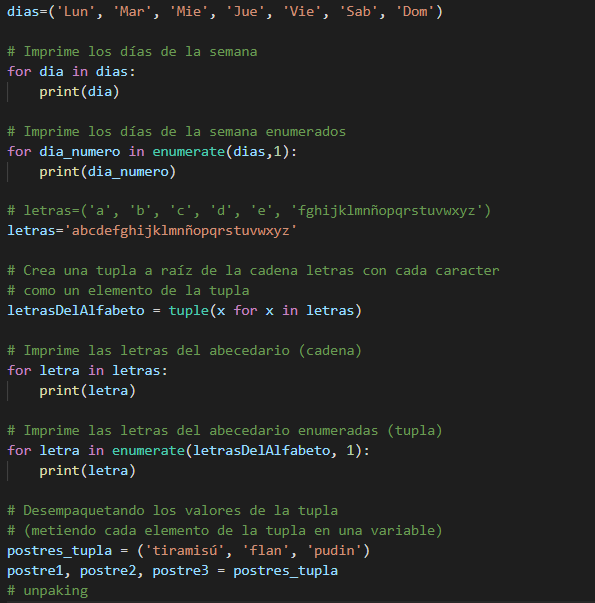 dias=('Lun', 'Mar', 'Mie', 'Jue', 'Vie', 'Sab', 'Dom')
# Imprime los días de la semana
for dia in dias:
    print(dia)
# Imprime los días de la semana enumerados
for dia_numero in enumerate(dias,1):
    print(dia_numero)
# letras=('a', 'b', 'c', 'd', 'e', 'fghijklmnñopqrstuvwxyz')
letras='abcdefghijklmnñopqrstuvwxyz'
# Crea una tupla a raíz de la cadena letras con cada caracter
# como un elemento de la tupla
letrasDelAlfabeto = tuple(x for x in letras)
# Imprime las letras del abecedario (cadena)
for letra in letras:
    print(letra)
# Imprime las letras del abecedario enumeradas (tupla)
for letra in enumerate(letrasDelAlfabeto, 1):
    print(letra)
# Desempaquetando los valores de la tupla
# (metiendo cada elemento de la tupla en una variable)
postres_tupla = ('tiramisú', 'flan', 'pudin')
postre1, postre2, postre3 = postres_tupla
# unpaking